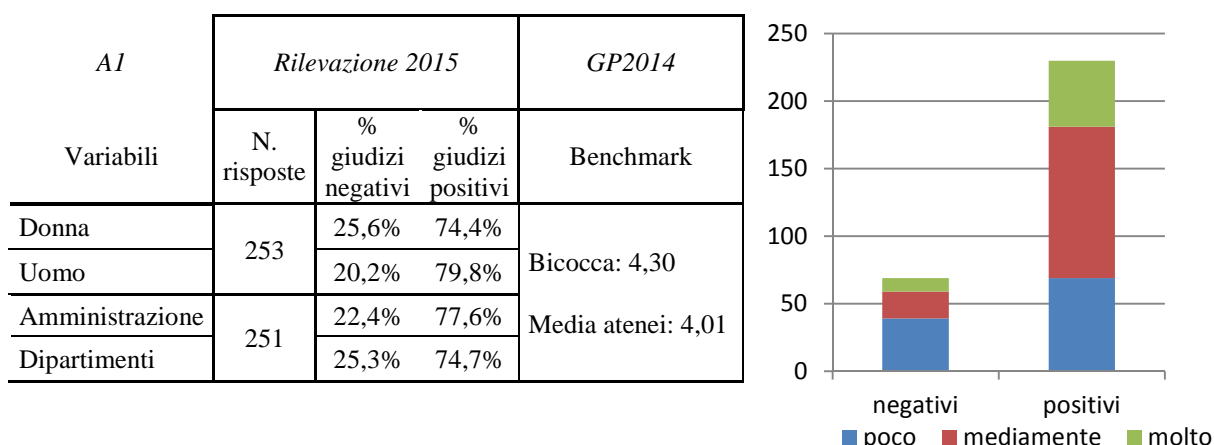 A1 Rilevazione 2015 GP2014
Variabili N. risposte % giudizi negativi % giudizi positivi Benchmark
Donna 253 25,6% 74,4% Bicocca: 4,30
Uomo 20,2% 79,8%
Amministrazione 251 22,4% 77,6% Media atenei: 4,01
Dipartimenti 25,3% 74,7%
250
200
150
100
50
0
negativi positivi
poco mediamente molto